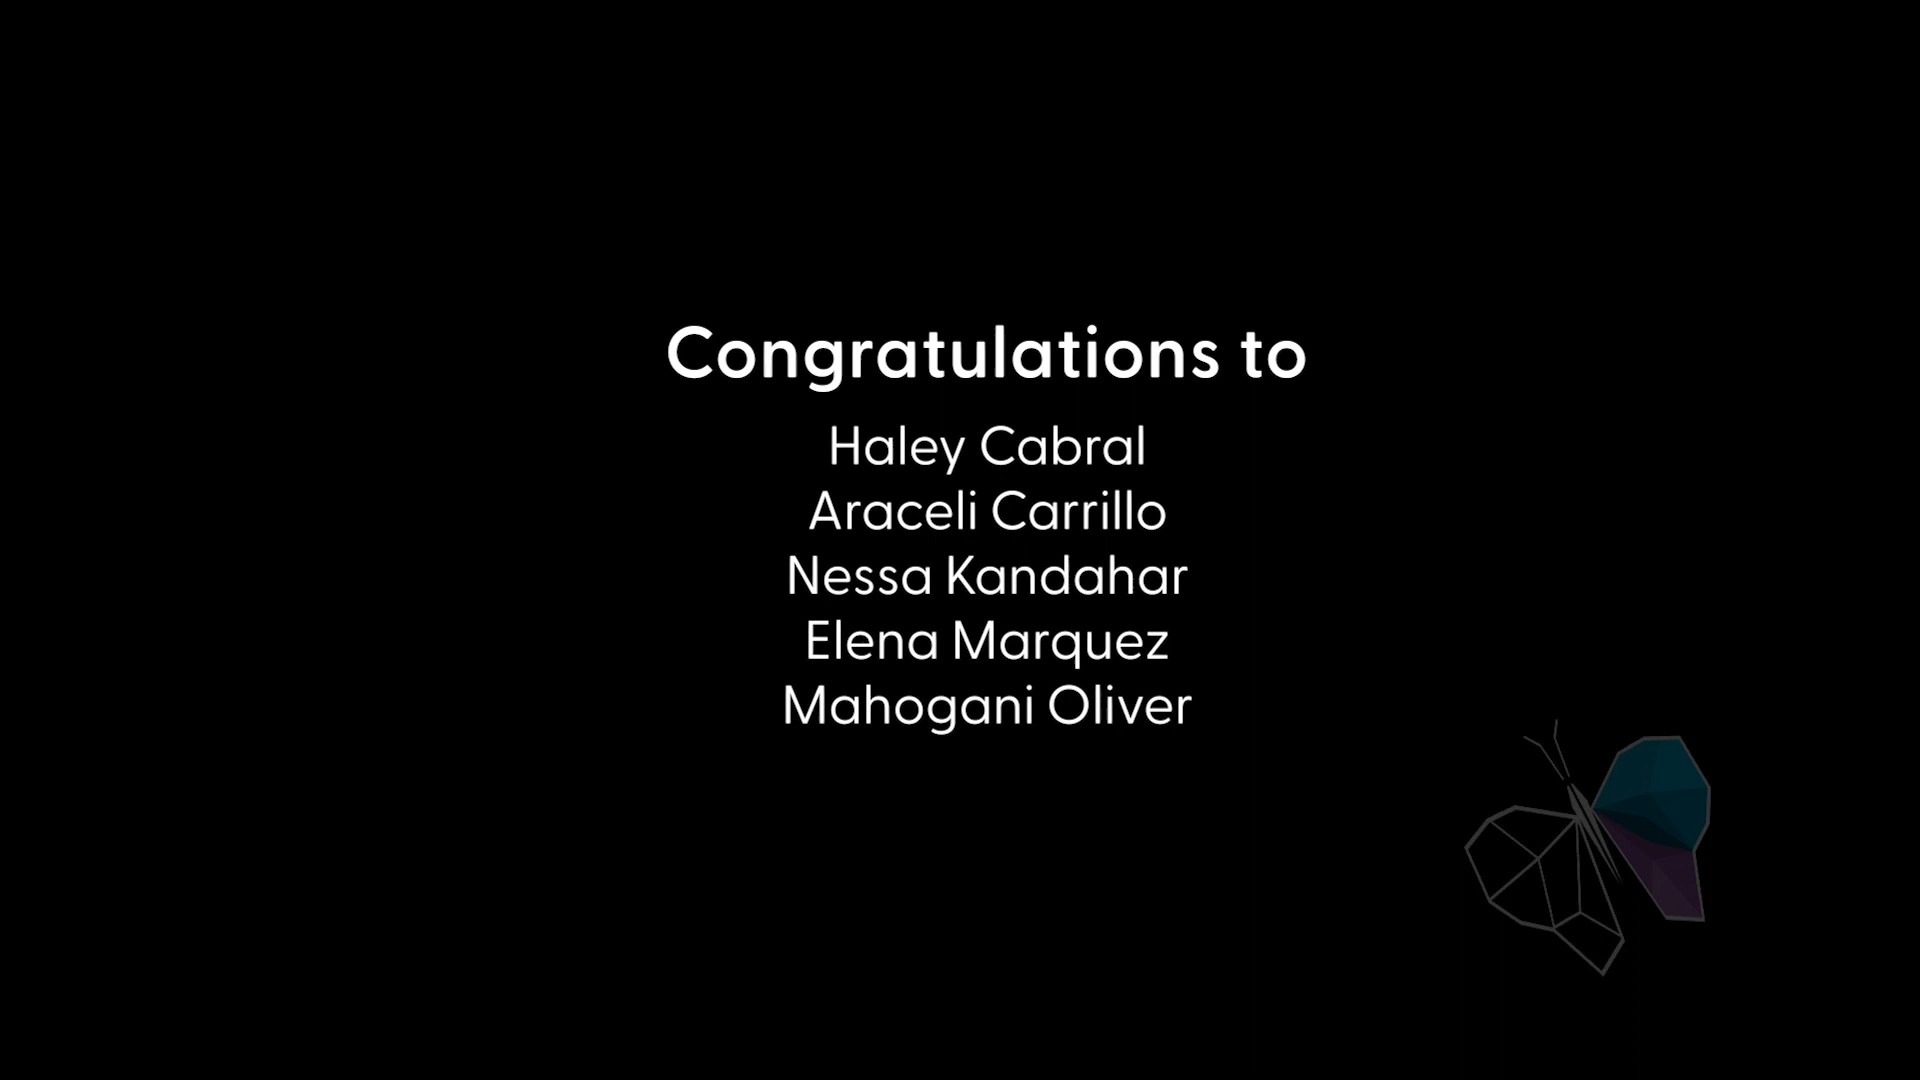 Congratulations to
Haley Cabral
Araceli Carrillo
Nessa Kandahar
Elena Marquez
Mahogani Oliver